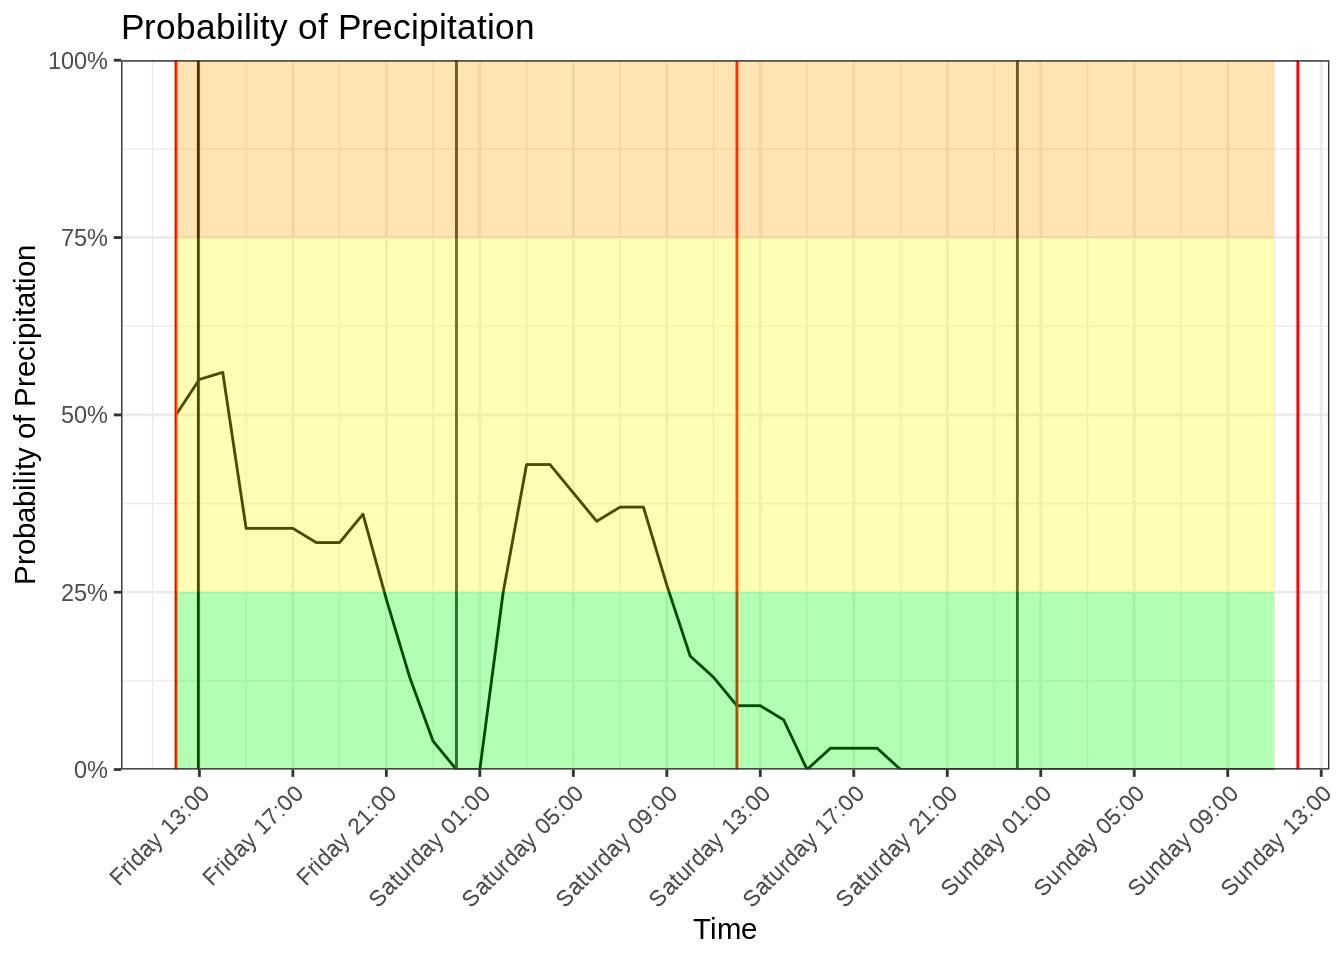 Probability of Precipitation
100%
75%
50%
25%
0%
Probability of Precipitation
Friday 13:00
Friday 17:00
Friday 21:00
Saturday 01:00
Saturday 05:00
Saturday 09:00
Saturday 13:00
Saturday 17:00
Saturday 21:00
Sunday 01:00
Sunday 05:00
Sunday 09:00
Sunday 13:00
Time